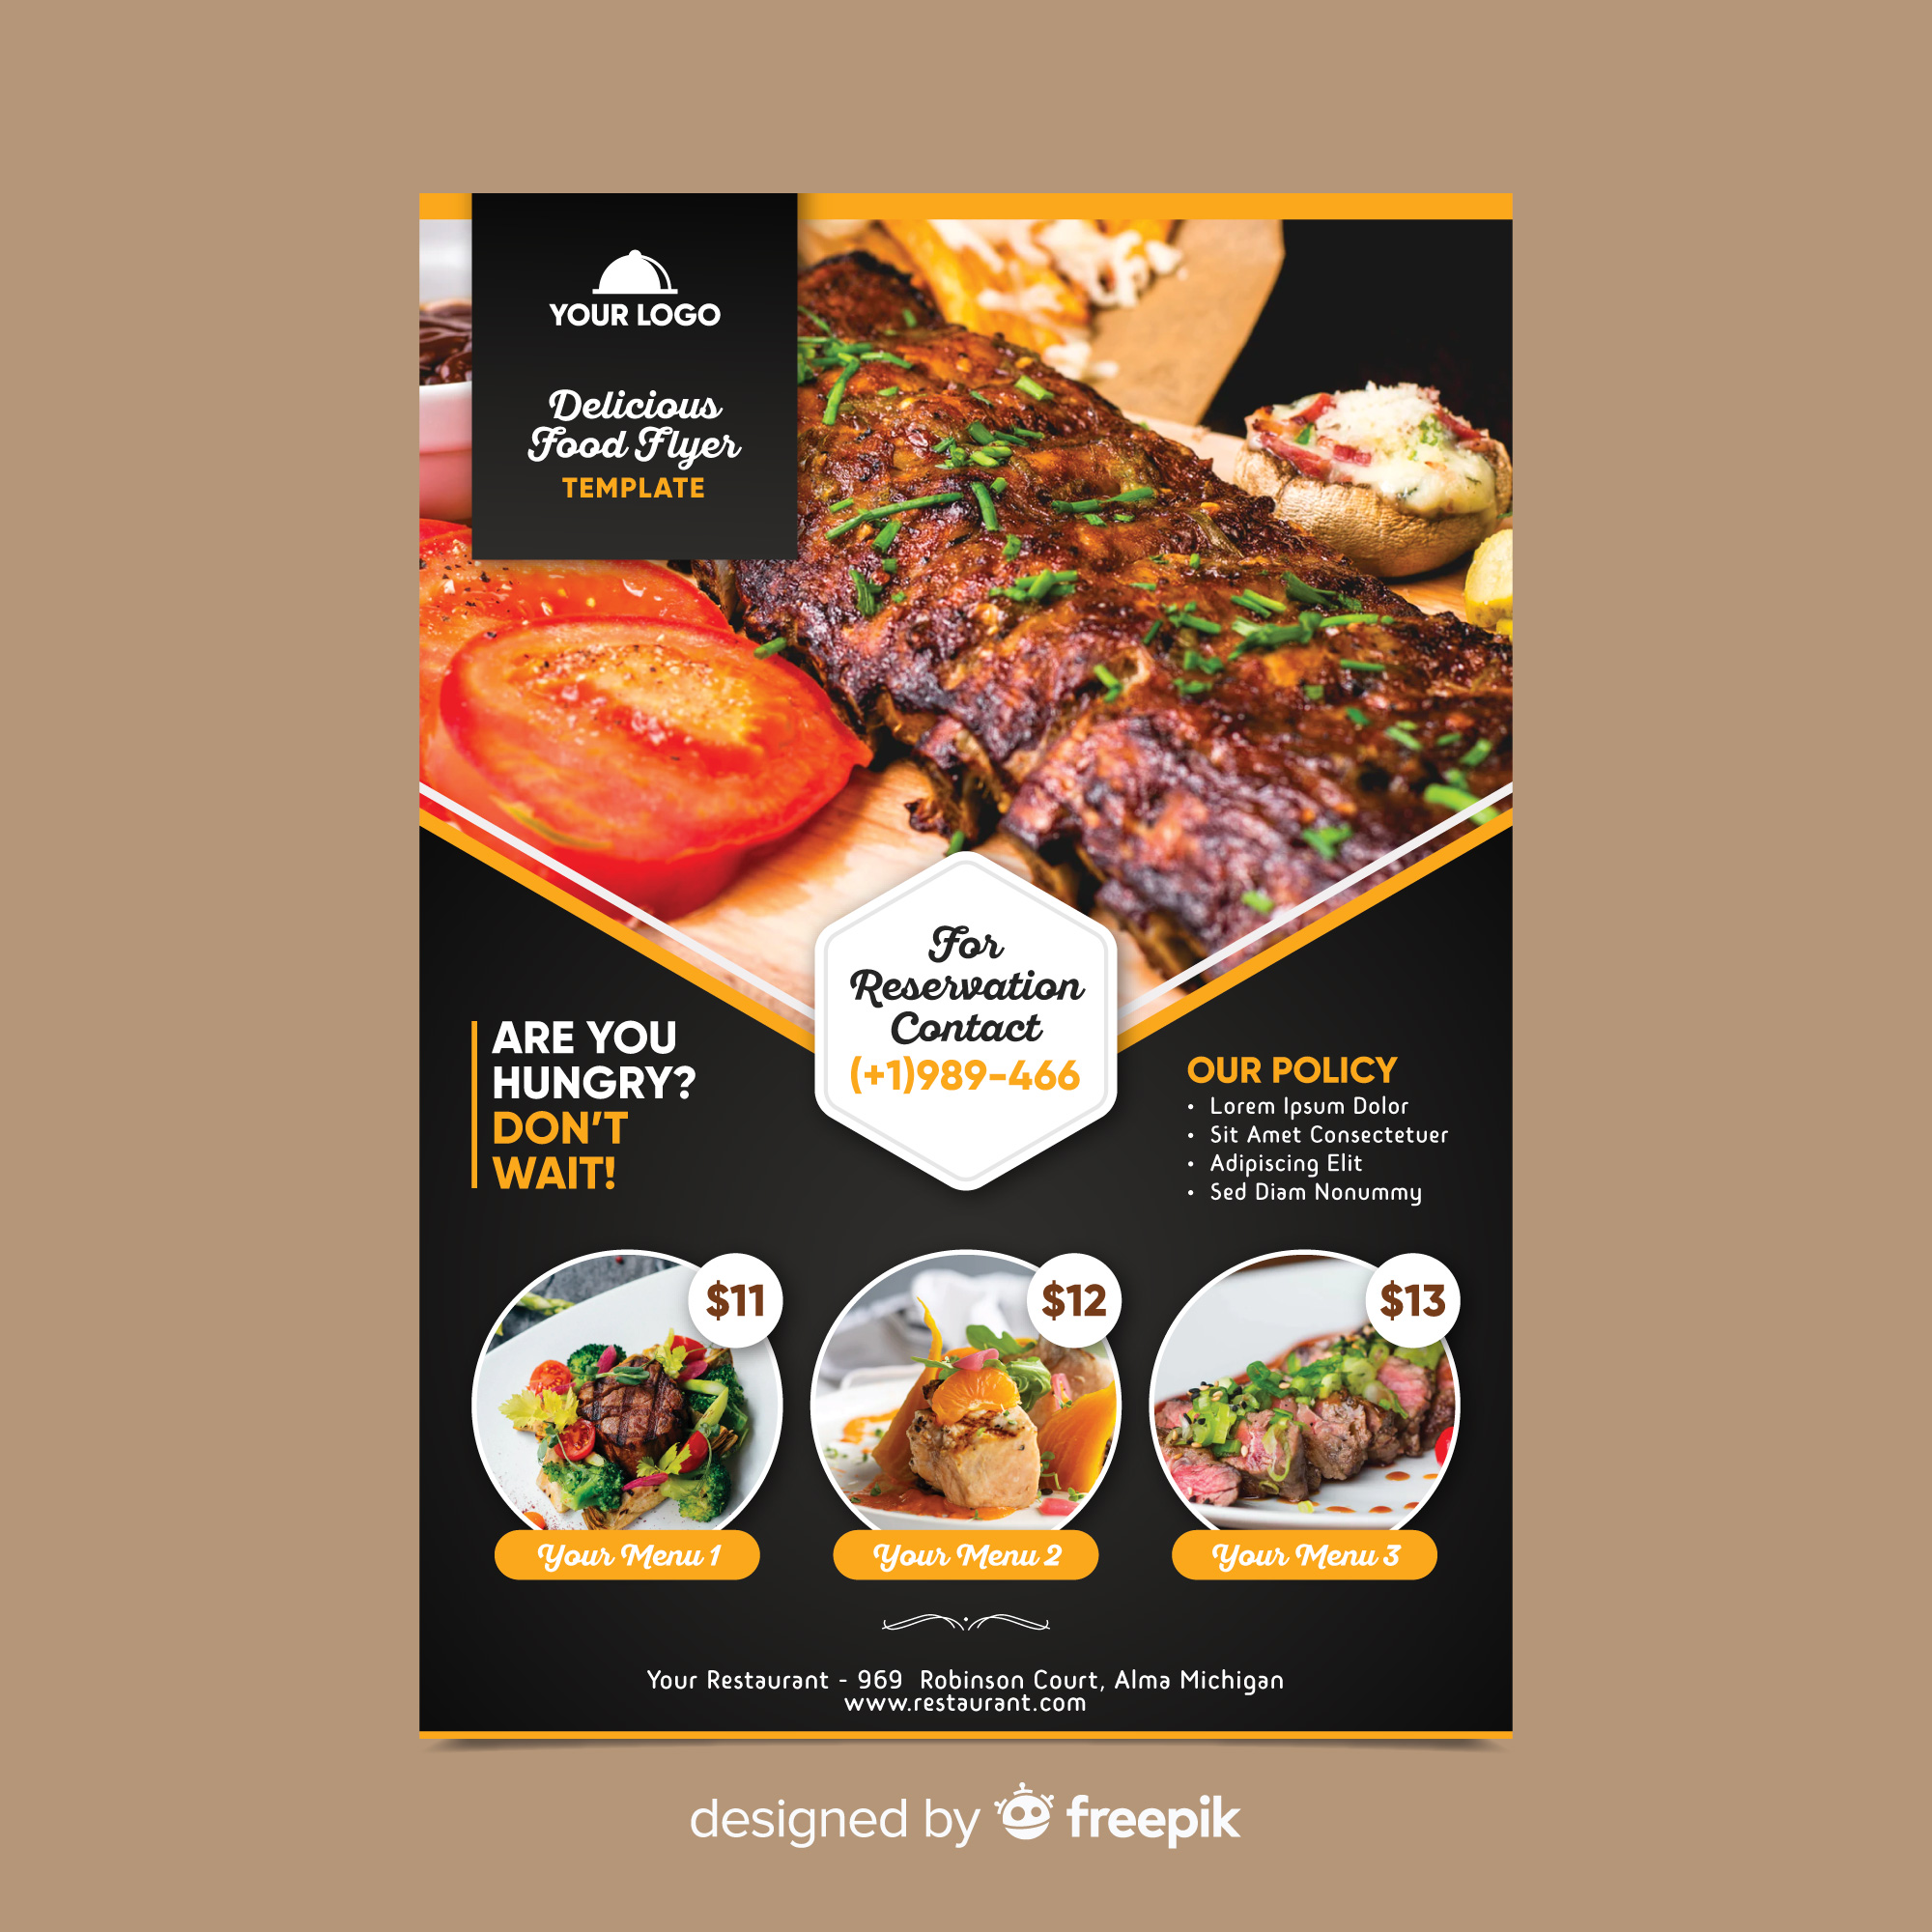 YOUR LOGO
Delicious
Food Flyer
TEMPLATE
For
Reservation
Contact
(+1)989-466
ARE YOU
HUNGRY?
DON'T
WAIT!
OUR POLICY
• Lorem Ipsum Dolor
• Sit Amet Consectetuer
• Adipiscing Elit
• Sed Diam Nonummy
$11
$12
$13
Your Menu 1
Your Menu 2
Your Menu 3
Your Restaurant - 969 Robinson Court, Alma Michigan
www.restaurant.com
designed by freepik